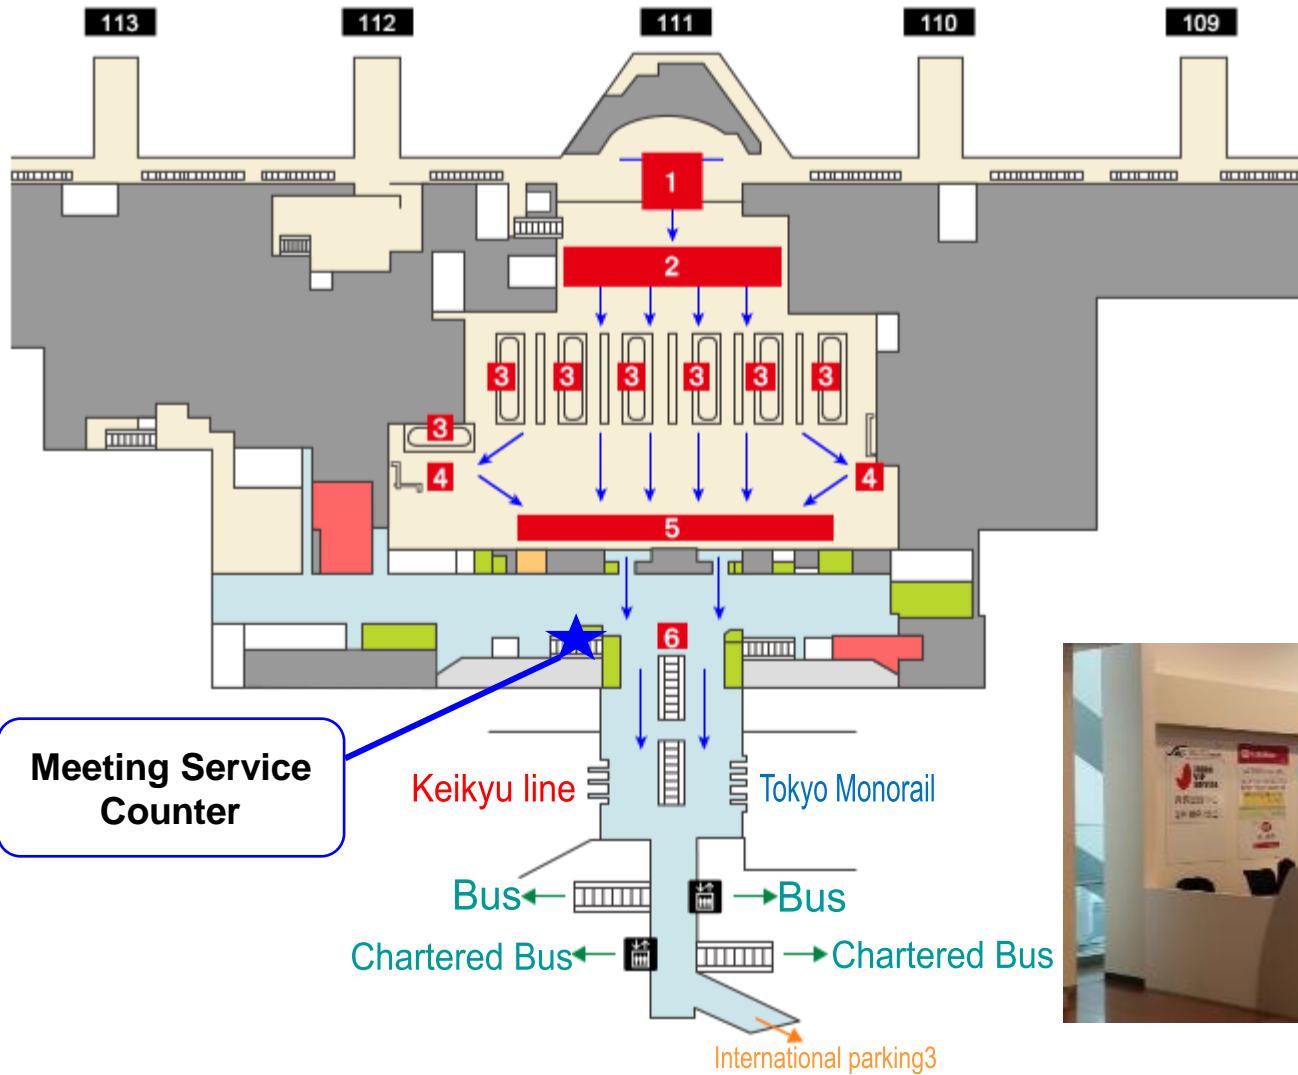 113
112
111
110
109
1
2
3
3
3
3
3
3
3
4
4
5
6
Meeting Service
Counter
Keikyu line
Tokyo Monorail
Bus
Bus
Chartered Bus
Chartered Bus
International parking3